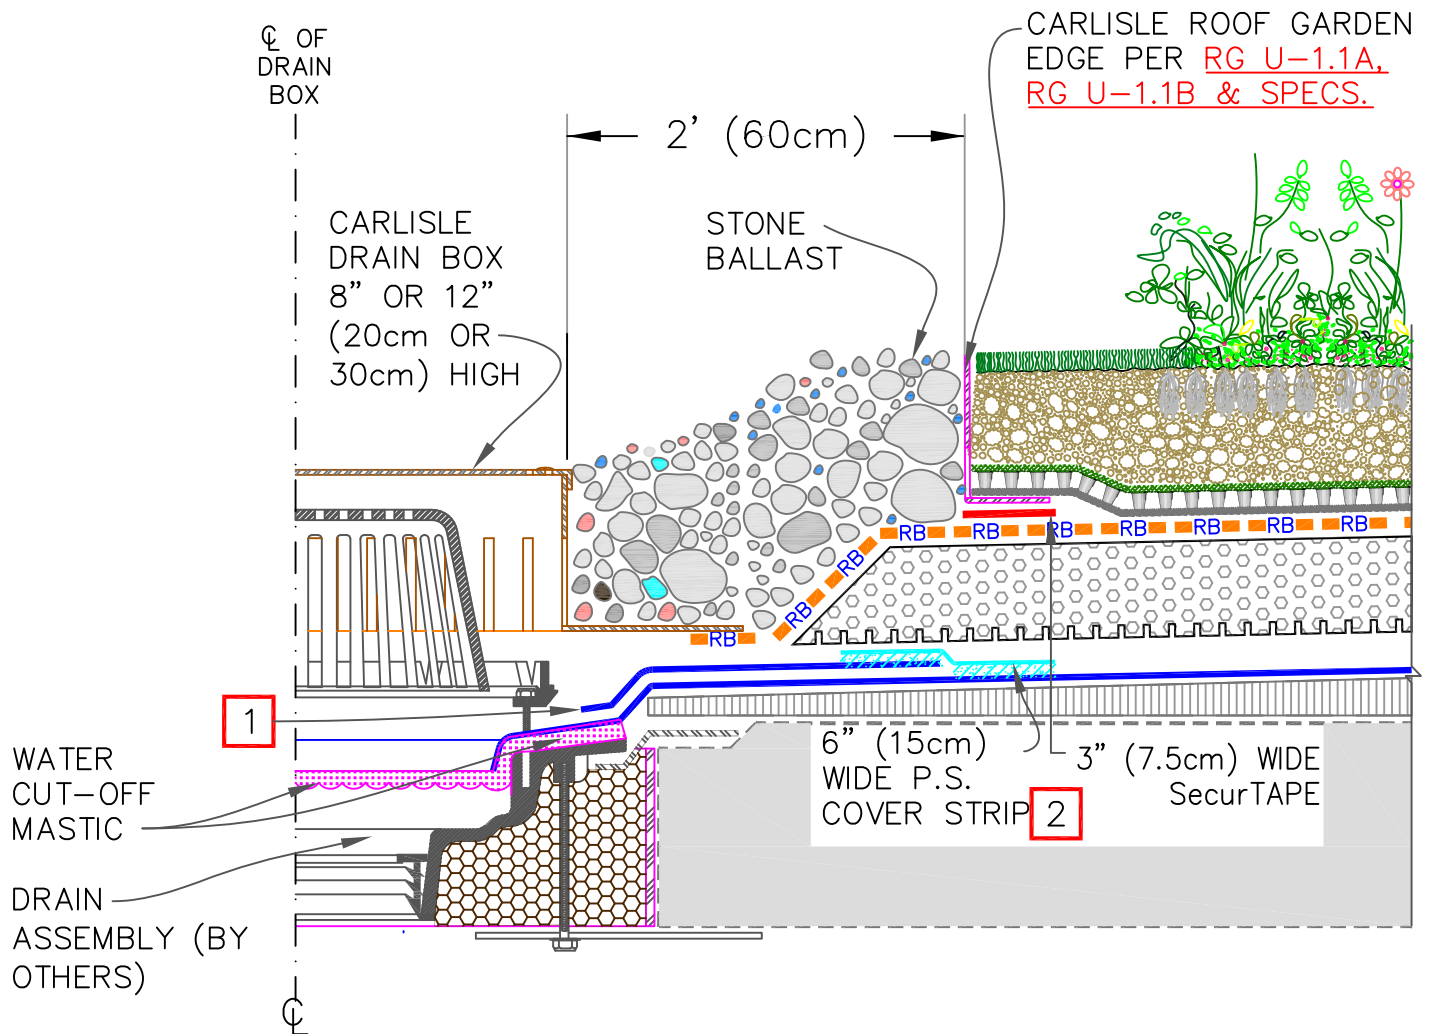 ℄ OF
DRAIN
BOX
CARLISLE ROOF GARDEN
EDGE PER RG U-1.1A,
RG U-1.1B & SPECS.
2' (60cm)
CARLISLE
DRAIN BOX
8" OR 12"
(20cm OR
30cm) HIGH
STONE
BALLAST
RB RB RB RB RB RB RB
RB
RB
RB
1
WATER
CUT-OFF
MASTIC
6" (15cm)
WIDE P.S.
COVER STRIP 2
3" (7.5cm) WIDE
SecurTAPE
DRAIN
ASSEMBLY (BY
OTHERS)
℄